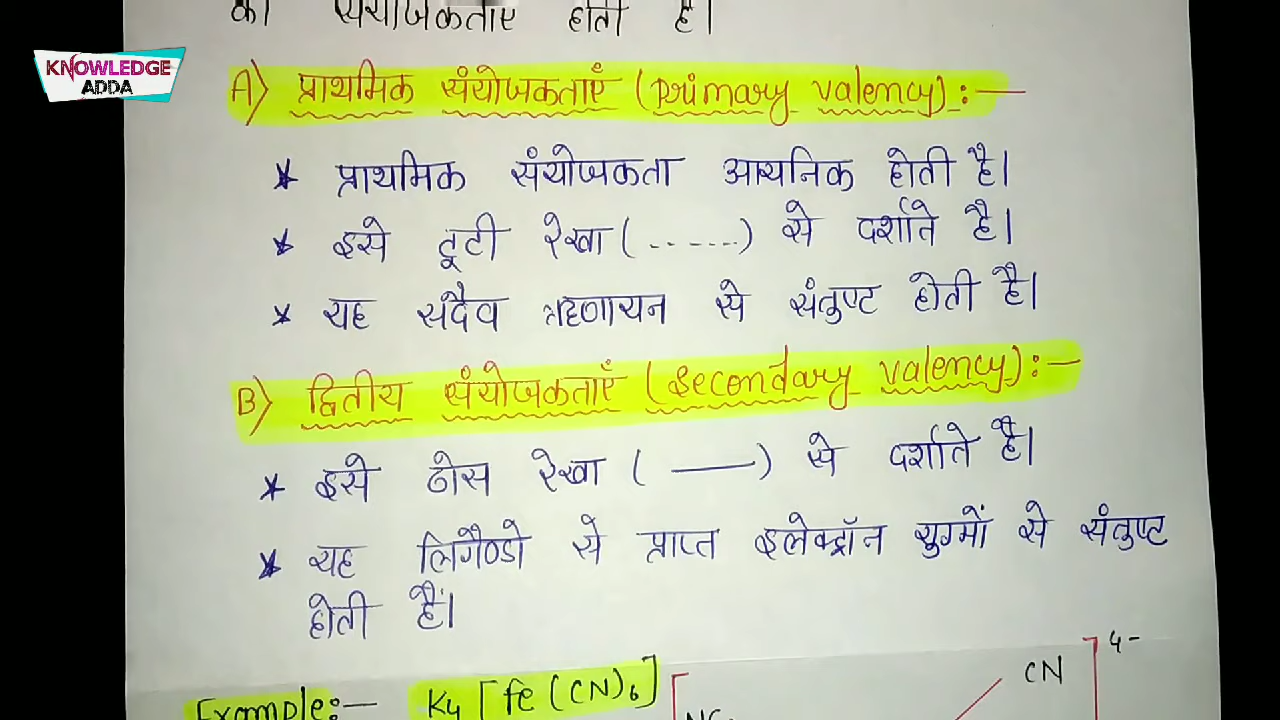 की संयोजकताए होती है।
KNOWLEDGE
ADDA
A) प्राथमिक संयोजकताएँ (Primary valency) :—
* प्राथमिक संयोजकता आयनिक होती है।
* इसे टूटी रेखा (......) से दर्शाते है।
* यह सदैव ऋणायन से संतुष्ट होती है।
B) द्वितीय संयोजकताएँ (Secondary valency) :—
* इसे ठोस रेखा ( —— ) से दर्शाते है।
* यह लिगैण्डो से प्राप्त इलेक्ट्रॉन युग्मों से संतुष्ट
होती हैं।
Example:— K4 [Fe(CN)6]
CN
4-